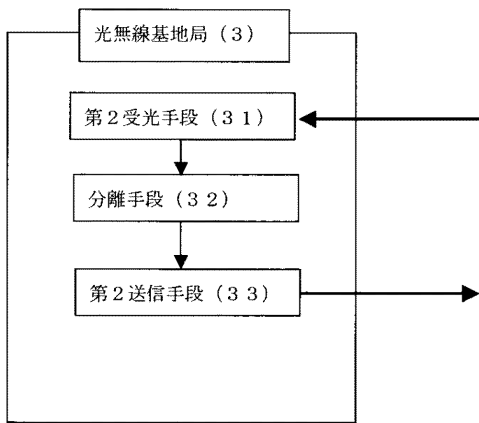 光無線基地局（３）
第２受光手段（３１）
分離手段（３２）
第２送信手段（３３）